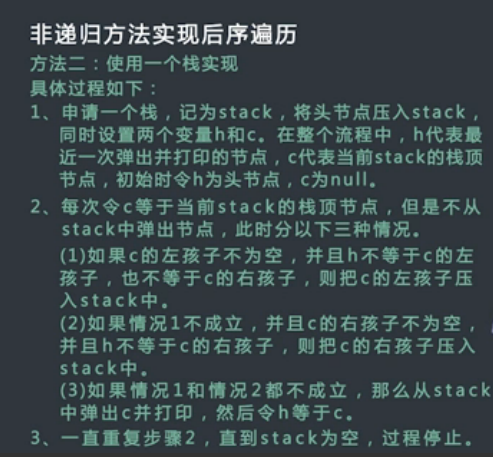 非递归方法实现后序遍历
方法二：使用一个栈实现
具体过程如下：
1、申请一个栈，记为stack，将头节点压入stack，
同时设置两个变量h和c。在整个流程中，h代表最
近一次弹出并打印的节点，c代表当前stack的栈顶
节点，初始时令h为头节点，c为null。
2、每次令c等于当前stack的栈顶节点，但是不从
stack中弹出节点，此时分以下三种情况。
(1)如果c的左孩子不为空，并且h不等于c的左
孩子，也不等于c的右孩子，则把c的左孩子压
入stack中。
(2)如果情况1不成立，并且c的右孩子不为空，
并且h不等于c的右孩子，则把c的右孩子压入
stack中。
(3)如果情况1和情况2都不成立，那么从stack
中弹出c并打印，然后令h等于c。
3、一直重复步骤2，直到stack为空，过程停止。